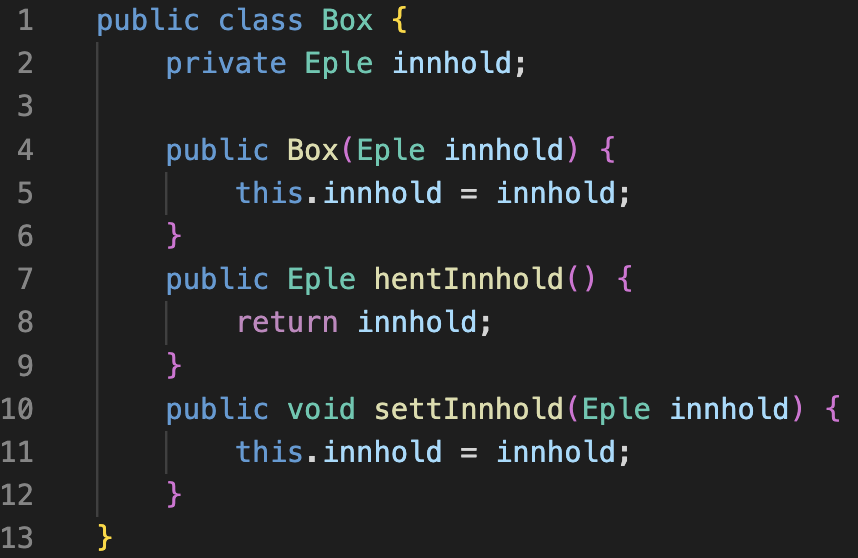 1 public class Box {
2 private Eple innhold;
3
4 public Box(Eple innhold) {
5 this.innhold = innhold;
6 }
7 public Eple hentInnhold() {
8 return innhold;
9 }
10 public void settInnhold(Eple innhold) {
11 this.innhold = innhold;
12 }
13 }